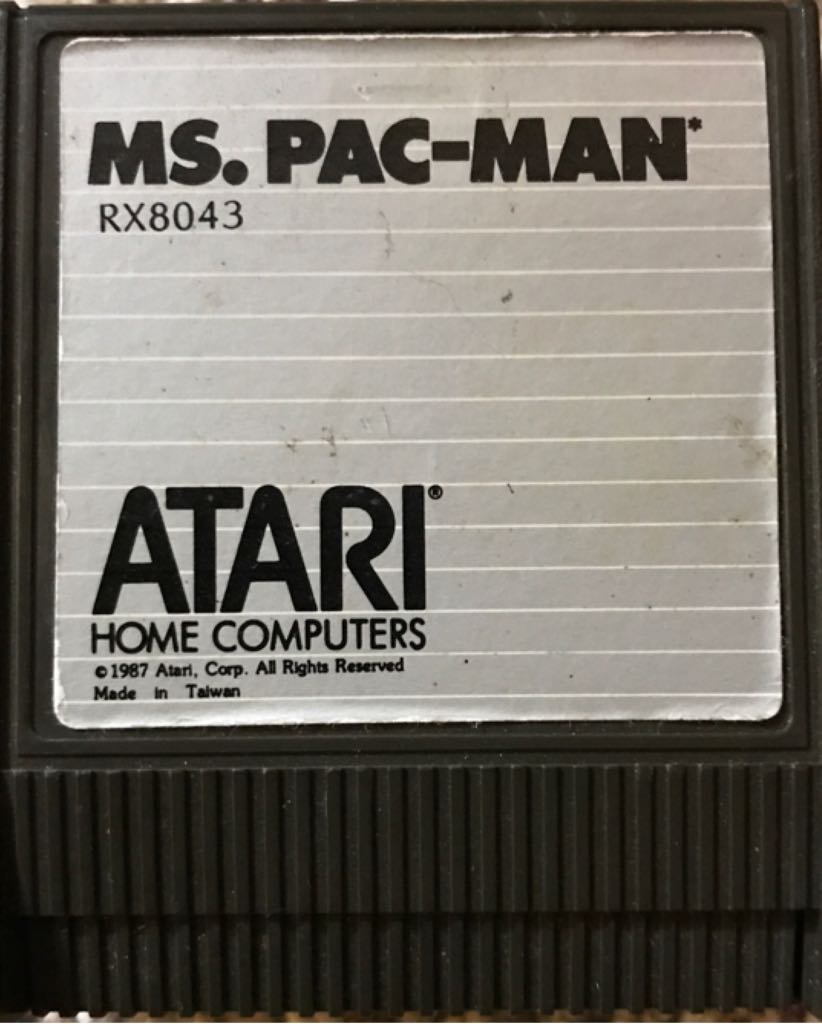 MS. PAC-MAN*
RX8043
ATARI®
HOME COMPUTERS
©1987 Atari, Corp. All Rights Reserved
Made in Taiwan